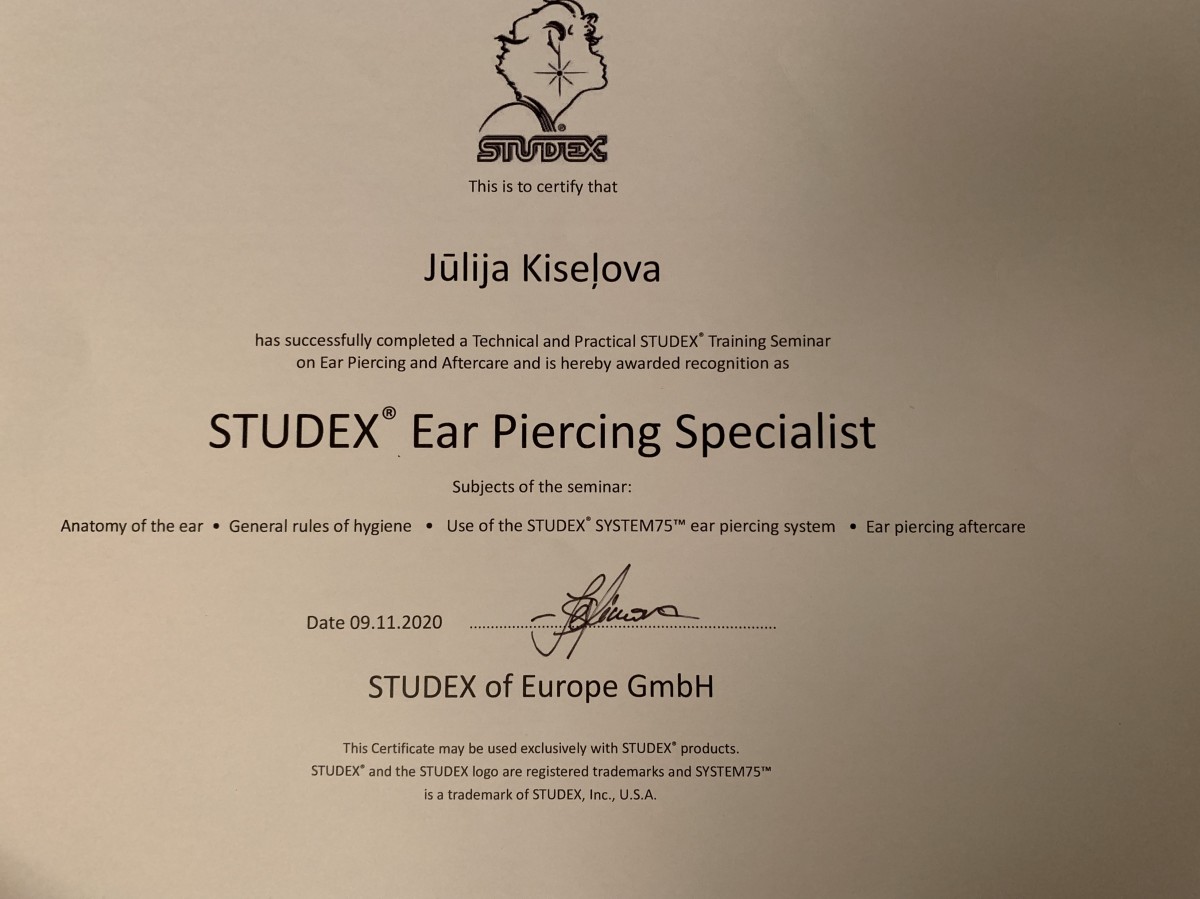 STUDEX®
This is to certify that
Jūlija Kiseļova
has successfully completed a Technical and Practical STUDEX® Training Seminar
on Ear Piercing and Aftercare and is hereby awarded recognition as
STUDEX® Ear Piercing Specialist
Subjects of the seminar:
Anatomy of the ear • General rules of hygiene • Use of the STUDEX® SYSTEM75™ ear piercing system • Ear piercing aftercare
Date 09.11.2020
STUDEX of Europe GmbH
This Certificate may be used exclusively with STUDEX® products.
STUDEX® and the STUDEX logo are registered trademarks and SYSTEM75™
is a trademark of STUDEX, Inc., U.S.A.